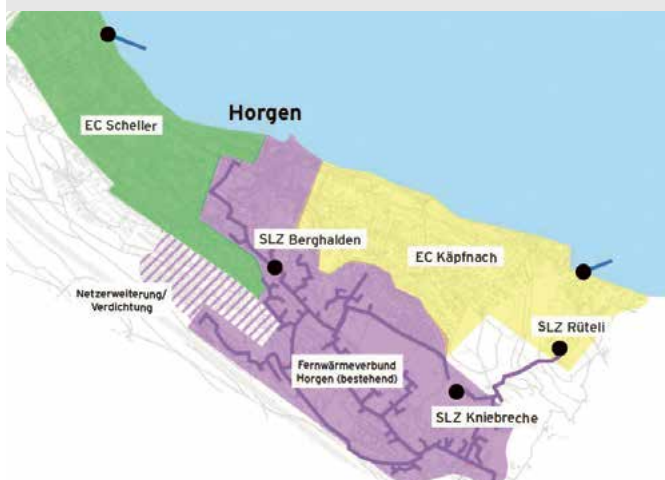 Horgen
EC Scheller
SLZ Berghalden
EC Käpfnach
Netzerweiterung/
Verdichtung
SLZ Rüteli
Fernwärmeverbund
Horgen (bestehend)
SLZ Kniebreche